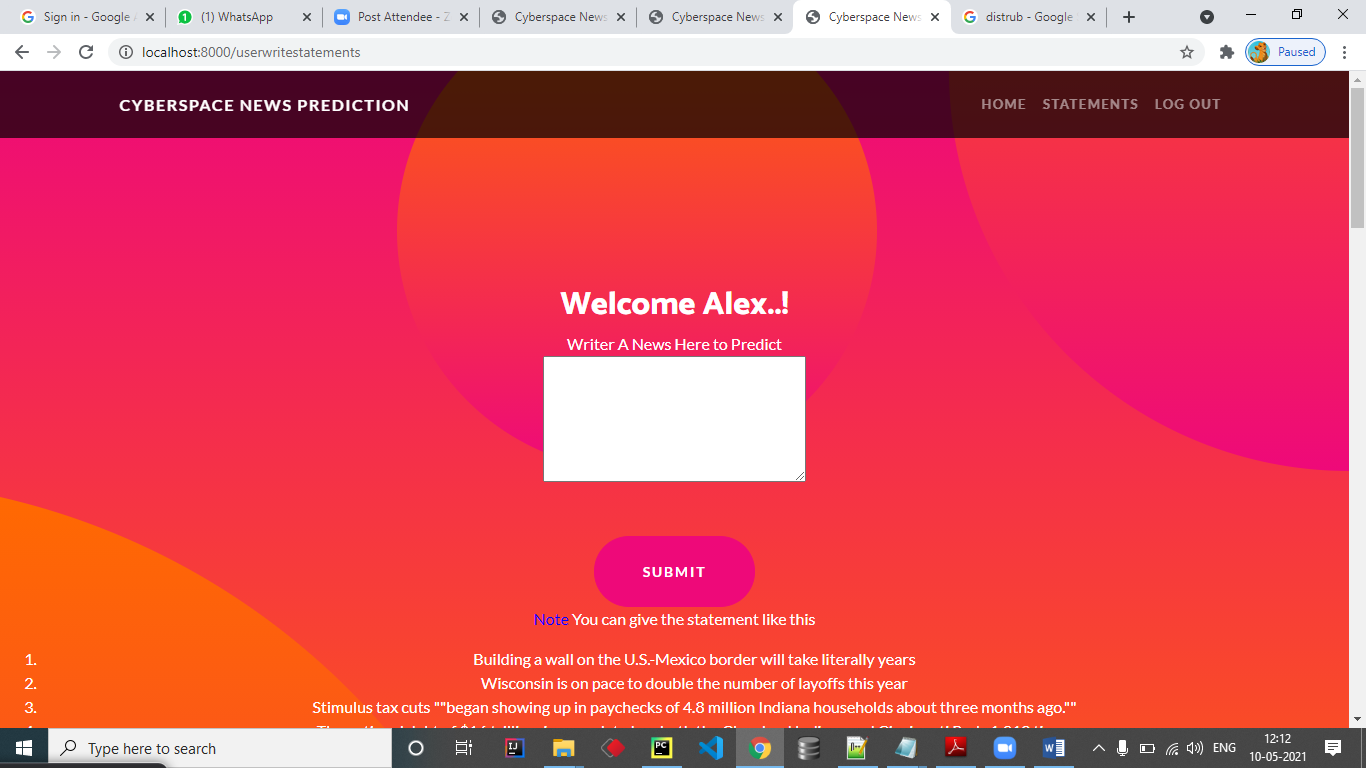 Sign in - Google
(1) WhatsApp
Post Attendee - Z
Cyberspace News
Cyberspace News
Cyberspace News
distrub - Google
localhost:8000/userwritestatements
Paused
CYBERSPACE NEWS PREDICTION
HOME STATEMENTS LOG OUT
Welcome Alex..!
Writer A News Here to Predict
SUBMIT
Note You can give the statement like this
1. Building a wall on the U.S.-Mexico border will take literally years
2. Wisconsin is on pace to double the number of layoffs this year
3. Stimulus tax cuts ""began showing up in paychecks of 4.8 million Indiana households about three months ago.""
Type here to search
ENG
12:12
10-05-2021